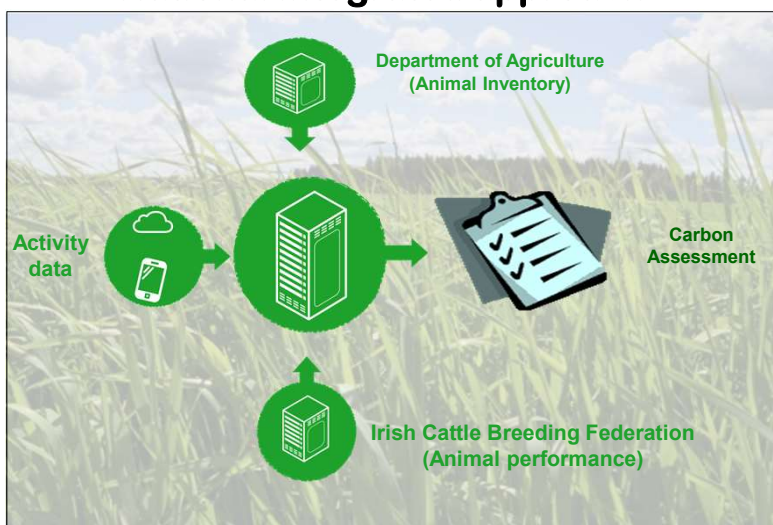 Department of Agriculture
(Animal Inventory)
Activity
data
Carbon
Assessment
Irish Cattle Breeding Federation
(Animal performance)